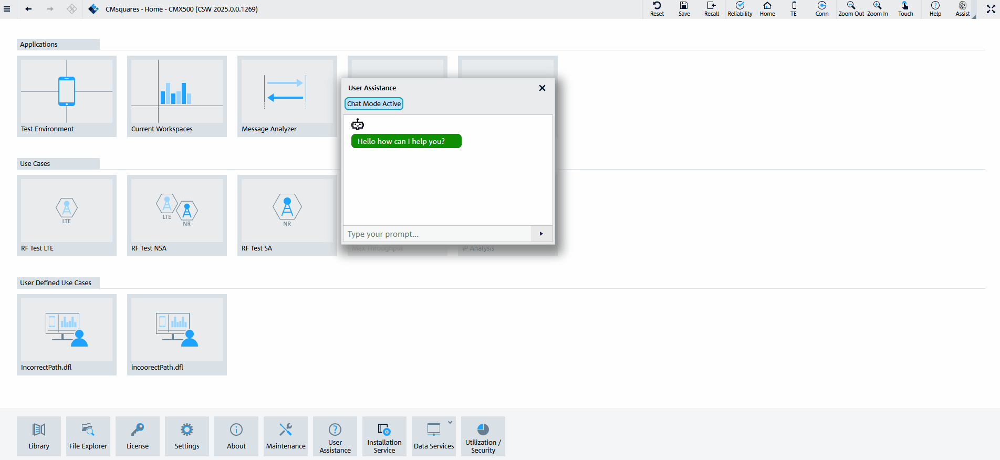 CMsquares - Home - CMX500 (CSW 2025.0.0.1269)
Reset
Save
Recall
Reliability
Home
TE
Conn
Zoom Out
Zoom In
Touch
Help
Assist
Applications
Test Environment
Current Workspaces
Message Analyzer
User Assistance
Chat Mode Active
Hello how can I help you?
Type your prompt...
Use Cases
LTE
RF Test LTE
LTE
NR
RF Test NSA
NR
RF Test SA
Max Throughput
IP Analysis
User Defined Use Cases
IncorrectPath.dfl
incoorectPath.dfl
Library
File Explorer
License
Settings
About
Maintenance
User
Assistance
Installation
Service
Data Services
Utilization /
Security